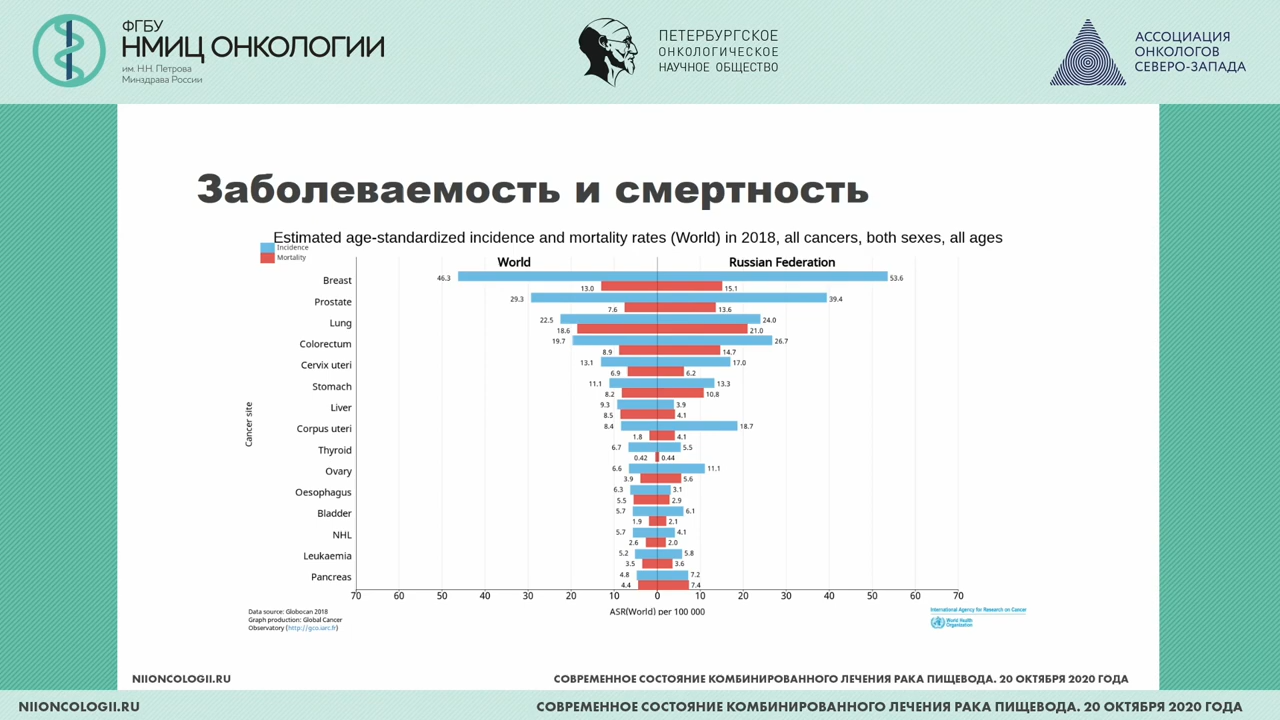 ФГБУ
НМИЦ ОНКОЛОГИИ
им. Н.Н. Петрова
Минздрава России
ПЕТЕРБУРГСКОЕ
ОНКОЛОГИЧЕСКОЕ
НАУЧНОЕ ОБЩЕСТВО
АССОЦИАЦИЯ
ОНКОЛОГОВ
СЕВЕРО-ЗАПАДА
Заболеваемость и смертность
Estimated age-standardized incidence and mortality rates (World) in 2018, all cancers, both sexes, all ages
Incidence
Mortality
World Russian Federation
Breast 46.3 53.6
13.0 15.1
Prostate 29.3 39.4
7.6 13.6
Lung 22.5 24.0
18.6 21.0
Colorectum 19.7 26.7
8.9 14.7
Cervix uteri 13.1 17.0
6.9 6.2
Stomach 11.1 13.3
8.2 10.8
Liver 9.3 3.9
8.5 4.1
Corpus uteri 8.4 18.7
1.8 4.1
Thyroid 6.7 5.5
0.42 0.44
Ovary 6.6 11.1
3.9 5.6
Oesophagus 6.3 3.1
5.5 2.9
Bladder 5.7 6.1
1.9 2.1
NHL 5.7 4.1
2.6 2.0
Leukaemia 5.2 5.8
3.5 3.6
Pancreas 4.8 7.2
4.4 7.4
Cancer site
70 60 50 40 30 20 10 0 10 20 30 40 50 60 70
ASR(World) per 100 000
Data source: Globocan 2018
Graph production: Global Cancer
Observatory (http://gco.iarc.fr)
International Agency for Research on Cancer
World Health
Organization
NIIONCOLOGII.RU СОВРЕМЕННОЕ СОСТОЯНИЕ КОМБИНИРОВАННОГО ЛЕЧЕНИЯ РАКА ПИЩЕВОДА. 20 ОКТЯБРЯ 2020 ГОДА
NIIONCOLOGII.RU СОВРЕМЕННОЕ СОСТОЯНИЕ КОМБИНИРОВАННОГО ЛЕЧЕНИЯ РАКА ПИЩЕВОДА. 20 ОКТЯБРЯ 2020 ГОДА